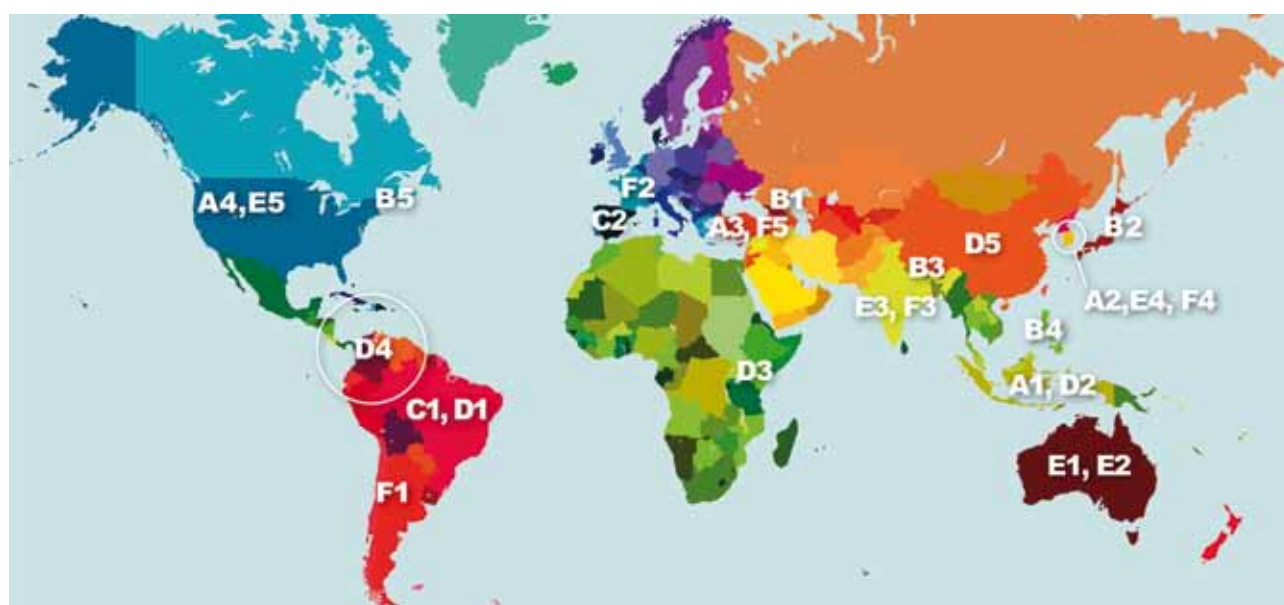 A4,E5
B5
F2
C2
B1
A3, F5
D5
B2
B3
E3, F3
A2,E4, F4
B4
D4
D3
A1, D2
C1, D1
E1, E2
F1